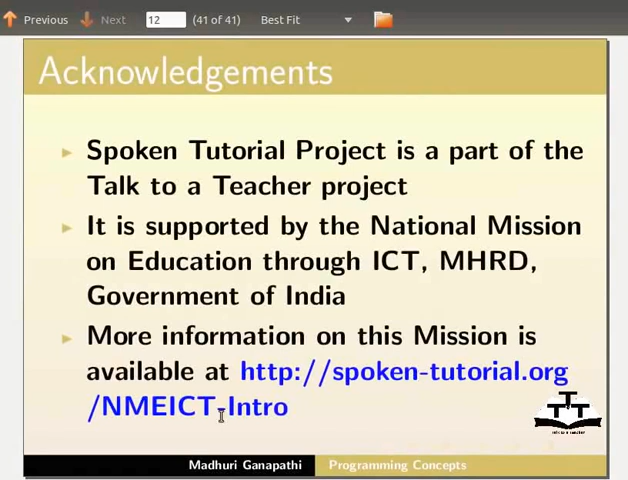 Previous Next 12 (41 of 41) Best Fit
Acknowledgements
Spoken Tutorial Project is a part of the
Talk to a Teacher project
It is supported by the National Mission
on Education through ICT, MHRD,
Government of India
More information on this Mission is
available at http://spoken-tutorial.org
/NMEICT-Intro
Madhuri Ganapathi Programming Concepts